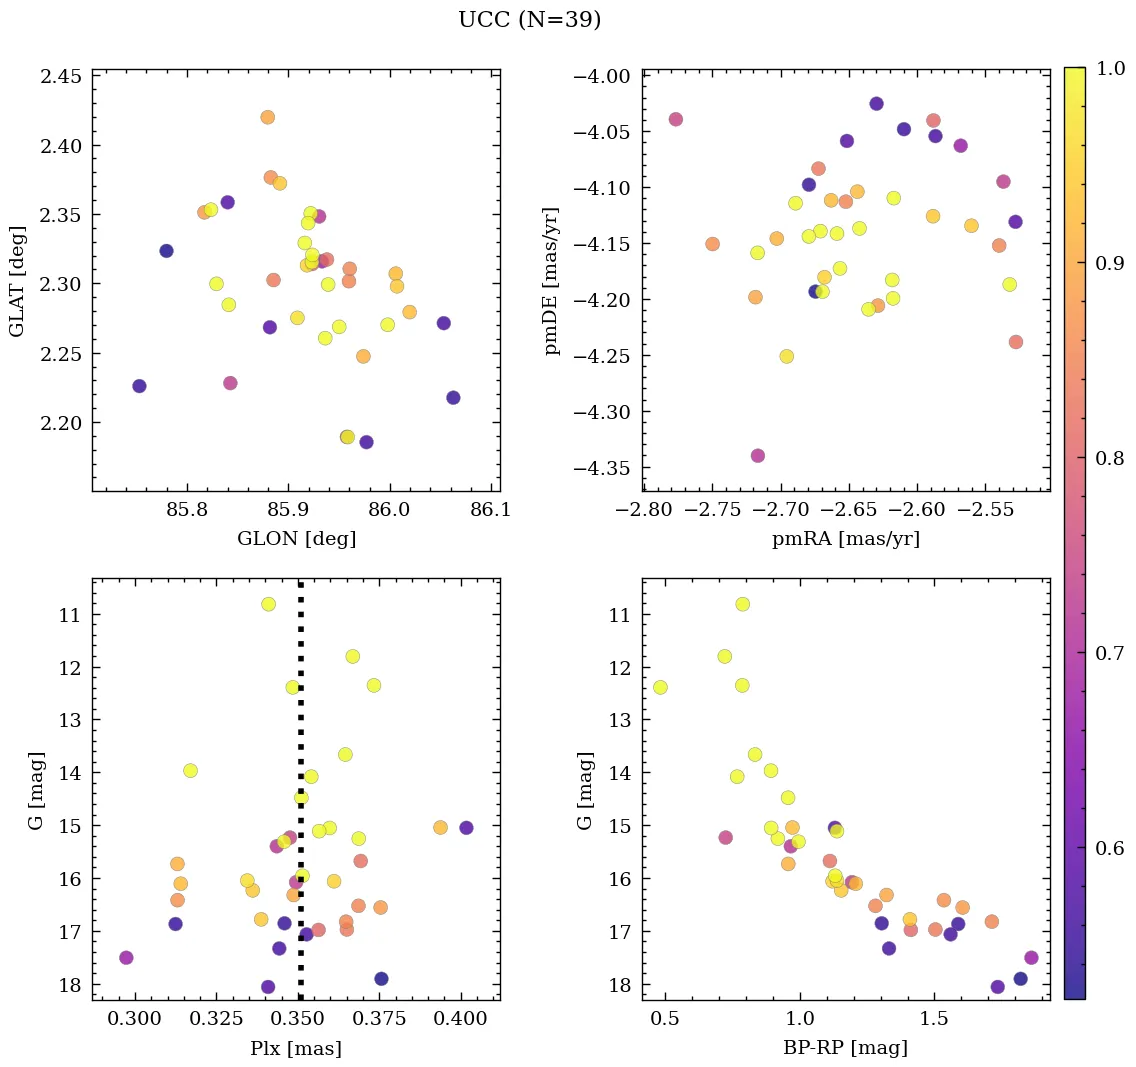 UCC (N=39)
2.45
2.40
2.35
2.30
2.25
2.20
GLAT [deg]
85.8 85.9 86.0 86.1
GLON [deg]
−4.00
−4.05
−4.10
−4.15
−4.20
−4.25
−4.30
−4.35
pmDE [mas/yr]
−2.80 −2.75 −2.70 −2.65 −2.60 −2.55
pmRA [mas/yr]
11
12
13
14
15
16
17
18
G [mag]
0.300 0.325 0.350 0.375 0.400
Plx [mas]
11
12
13
14
15
16
17
18
G [mag]
0.5 1.0 1.5
BP-RP [mag]
1.0
0.9
0.8
0.7
0.6